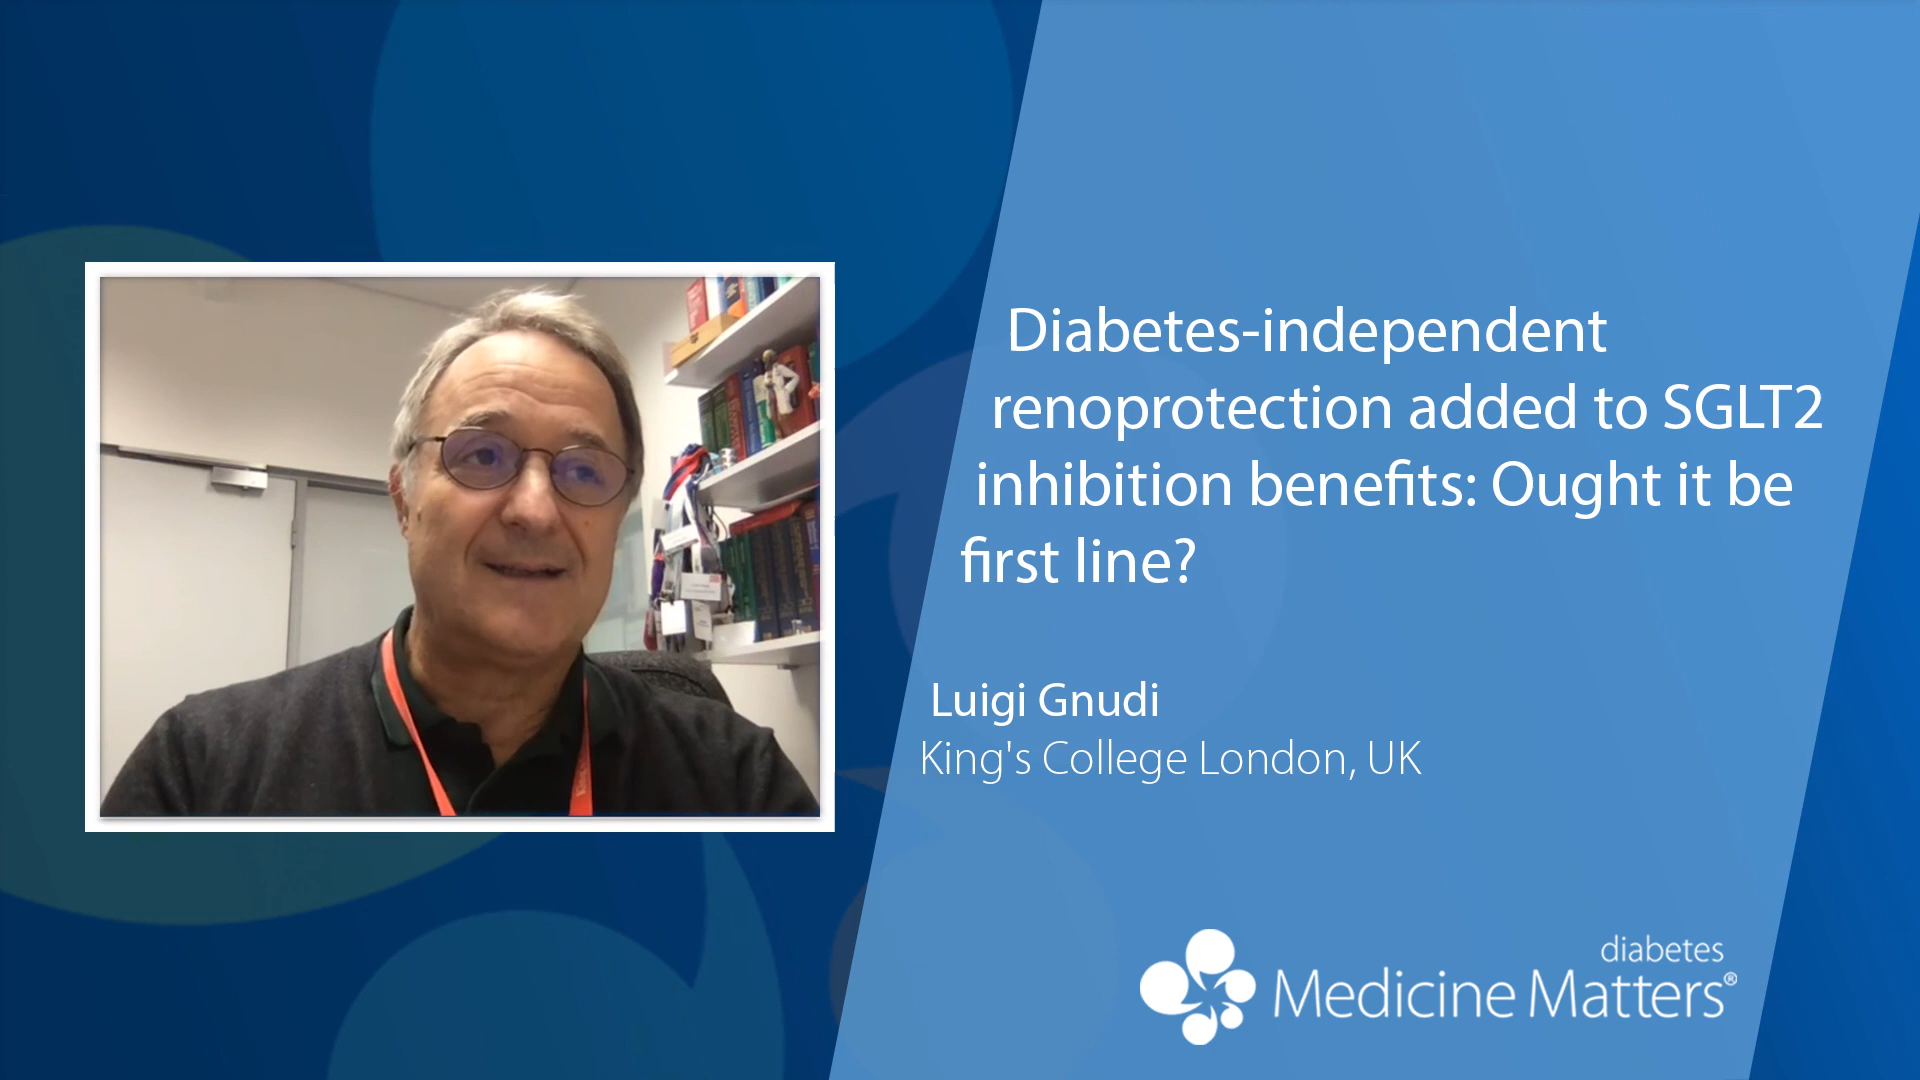 Diabetes-independent
renoprotection added to SGLT2
inhibition benefits: Ought it be
first line?
Luigi Gnudi
King's College London, UK
diabetes
Medicine Matters®